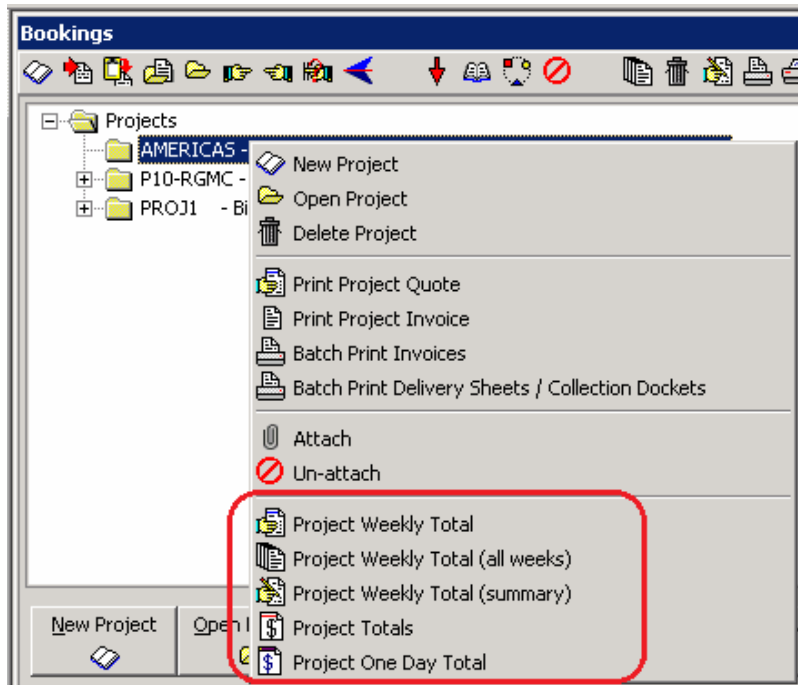 Bookings
Projects
AMERICAS -
P10-RGMC -
PROJ1 - Bi
New Project
Open Project
Delete Project
Print Project Quote
Print Project Invoice
Batch Print Invoices
Batch Print Delivery Sheets / Collection Dockets
Attach
Un-attach
Project Weekly Total
Project Weekly Total (all weeks)
Project Weekly Total (summary)
Project Totals
Project One Day Total
New Project
Open